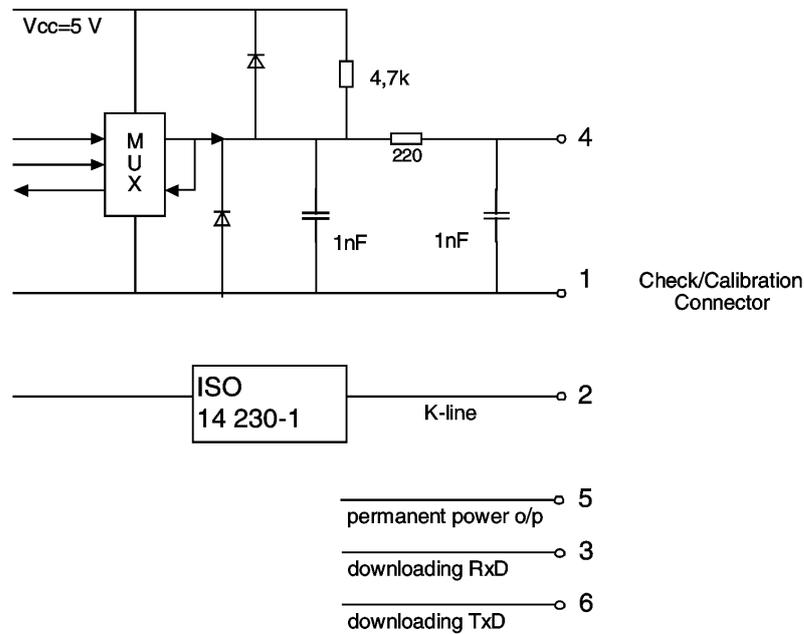 Vcc=5 V
4,7k
M
U
X
220
4
1nF
1nF
1
Check/Calibration
Connector
ISO
14 230-1
K-line
2
5
permanent power o/p
3
downloading RxD
6
downloading TxD